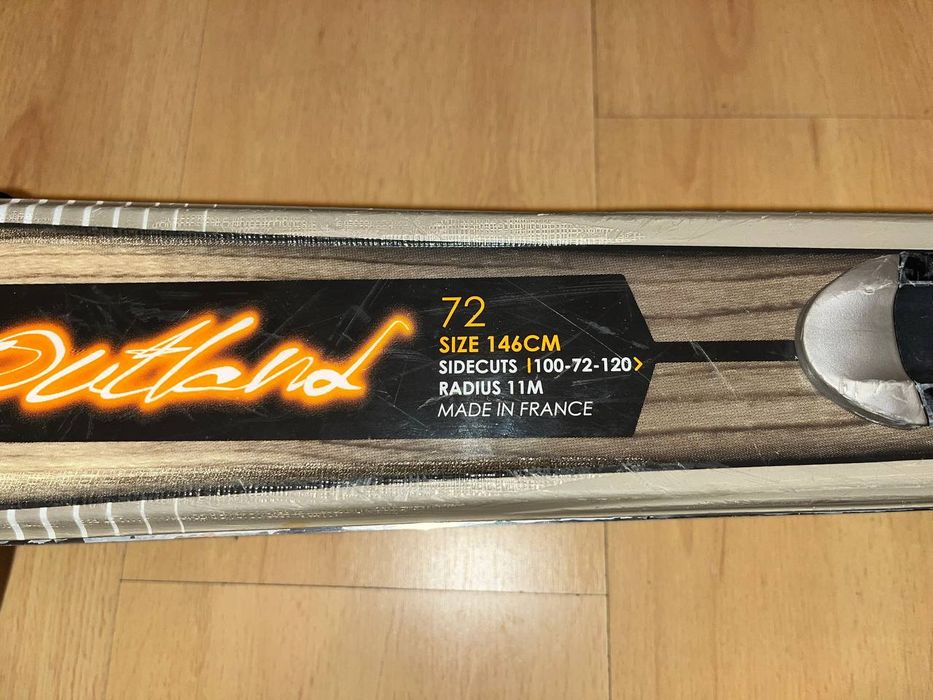 Outland
72
SIZE 146CM
SIDECUTS |100-72-120>
RADIUS 11M
MADE IN FRANCE